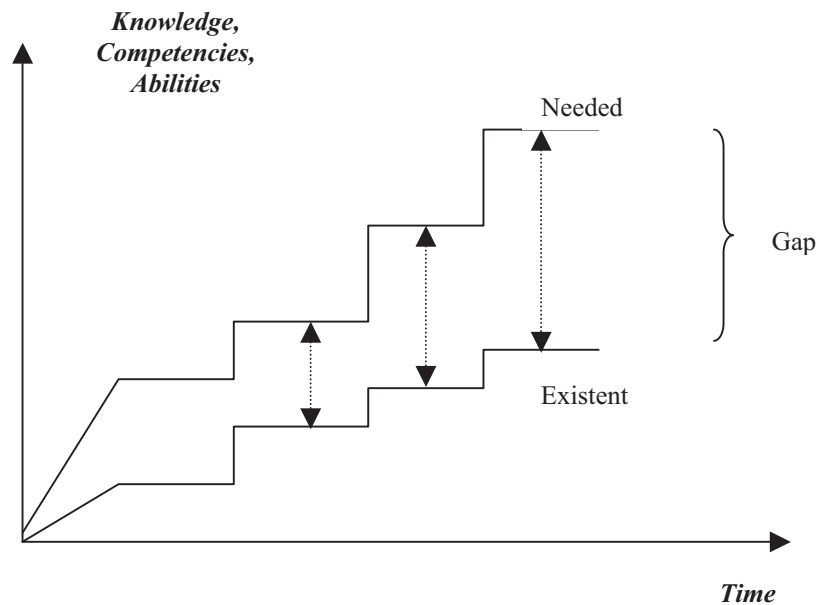 Knowledge,
Competencies,
Abilities
Needed
Gap
Existent
Time